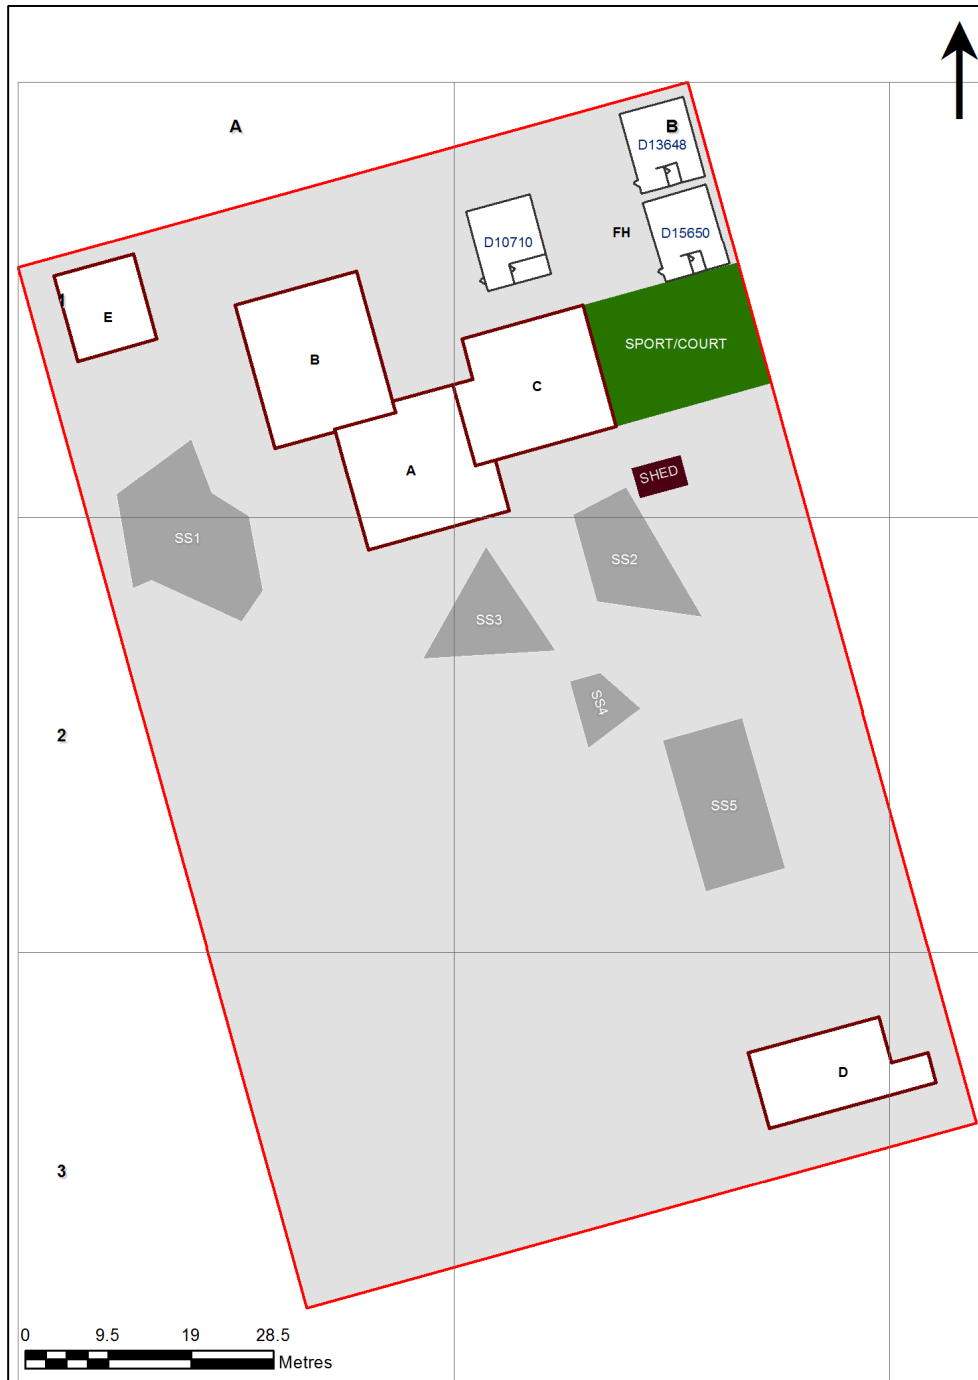 A
B
D13648
D10710
FH
D15650
1
E
B
SPORT/COURT
C
A
SHED
SS1
SS2
SS3
SS4
2
SS5
D
3
0 9.5 19 28.5
Metres